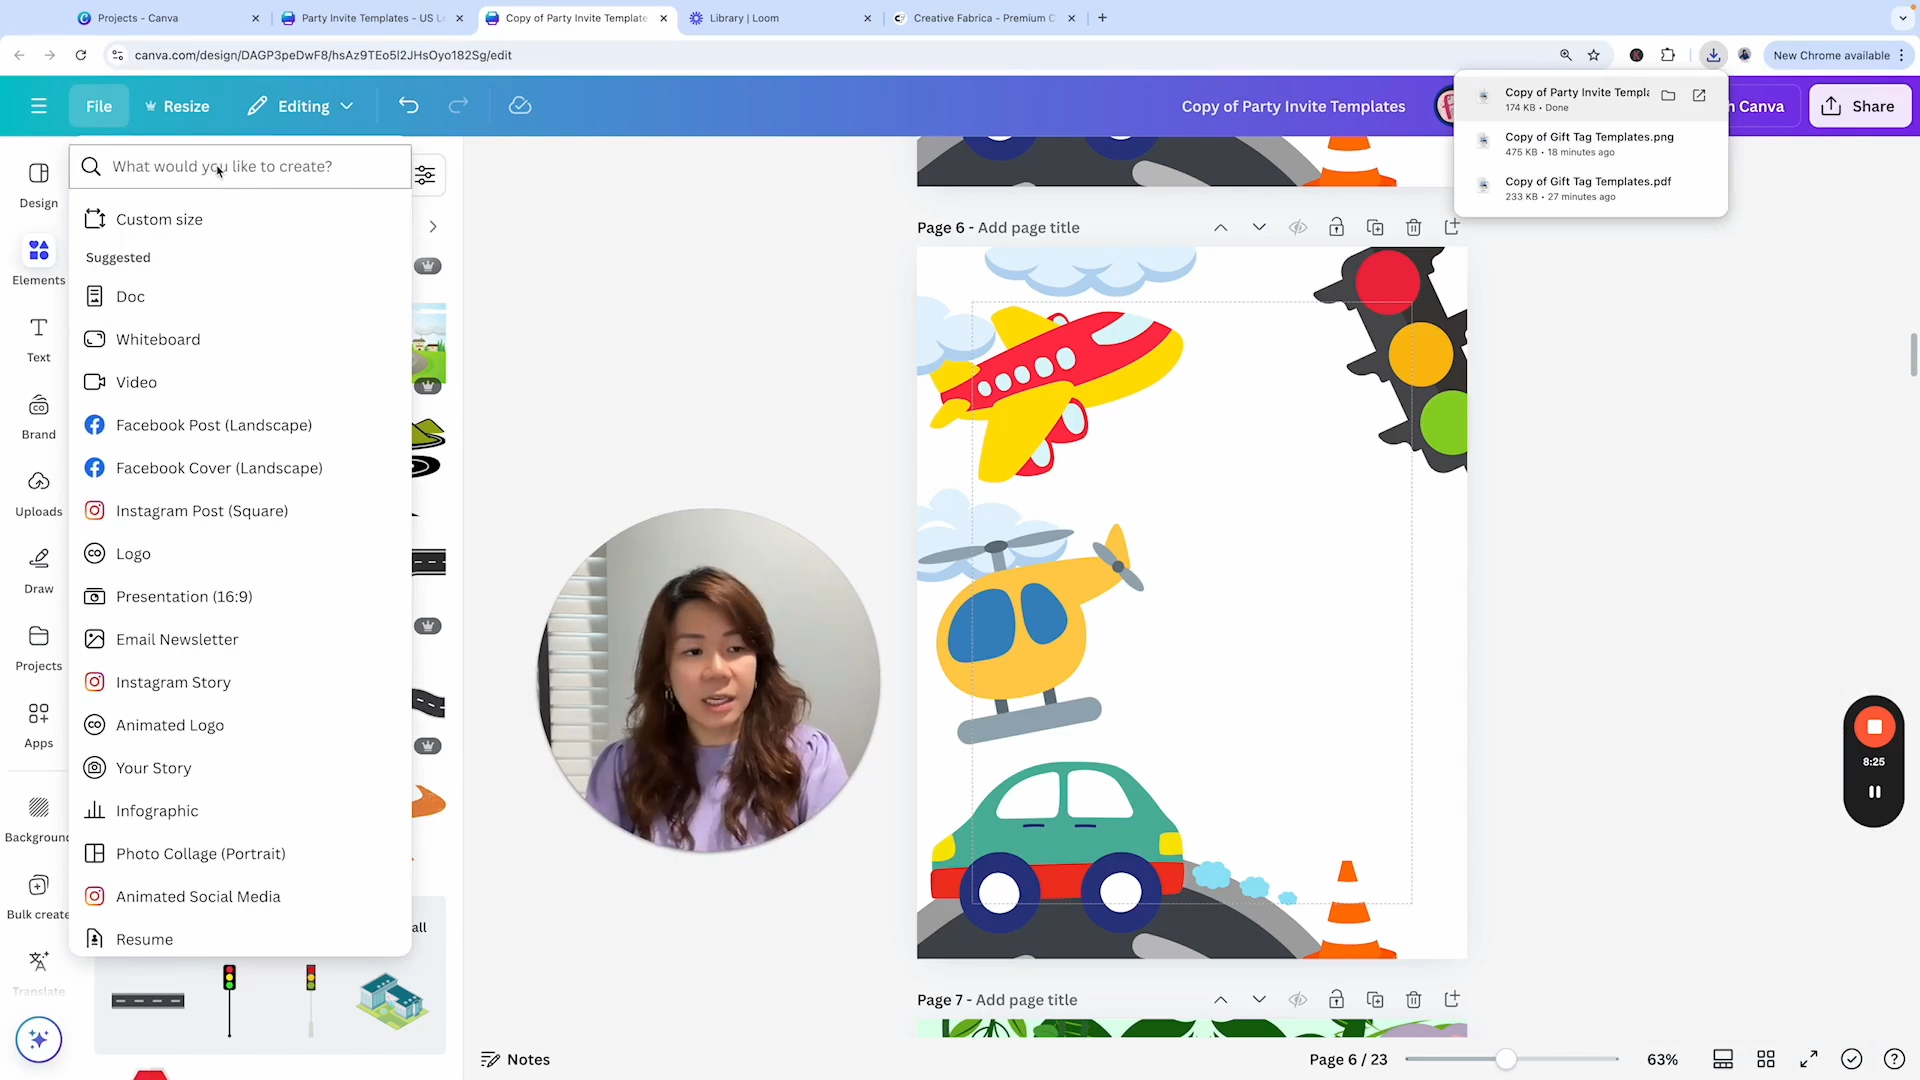 Projects - Canva
Party Invite Templates - US Le
Copy of Party Invite Template
Library | Loom
Creative Fabrica - Premium C
canva.com/design/DAGP3peDwF8/hsAz9TEo5l2JHsOyo182Sg/edit
New Chrome available
File
Resize
Editing
Copy of Party Invite Templates
n Canva
Share
Copy of Party Invite Templa
174 KB • Done
Copy of Gift Tag Templates.png
475 KB • 18 minutes ago
Copy of Gift Tag Templates.pdf
233 KB • 27 minutes ago
Design
Elements
Text
Brand
Uploads
Draw
Projects
Apps
Background
Bulk create
Translate
What would you like to create?
Custom size
Suggested
Doc
Whiteboard
Video
Facebook Post (Landscape)
Facebook Cover (Landscape)
Instagram Post (Square)
Logo
Presentation (16:9)
Email Newsletter
Instagram Story
Animated Logo
Your Story
Infographic
Photo Collage (Portrait)
Animated Social Media
Resume
all
Page 6 - Add page title
8:25
Page 7 - Add page title
Notes
Page 6 / 23
63%